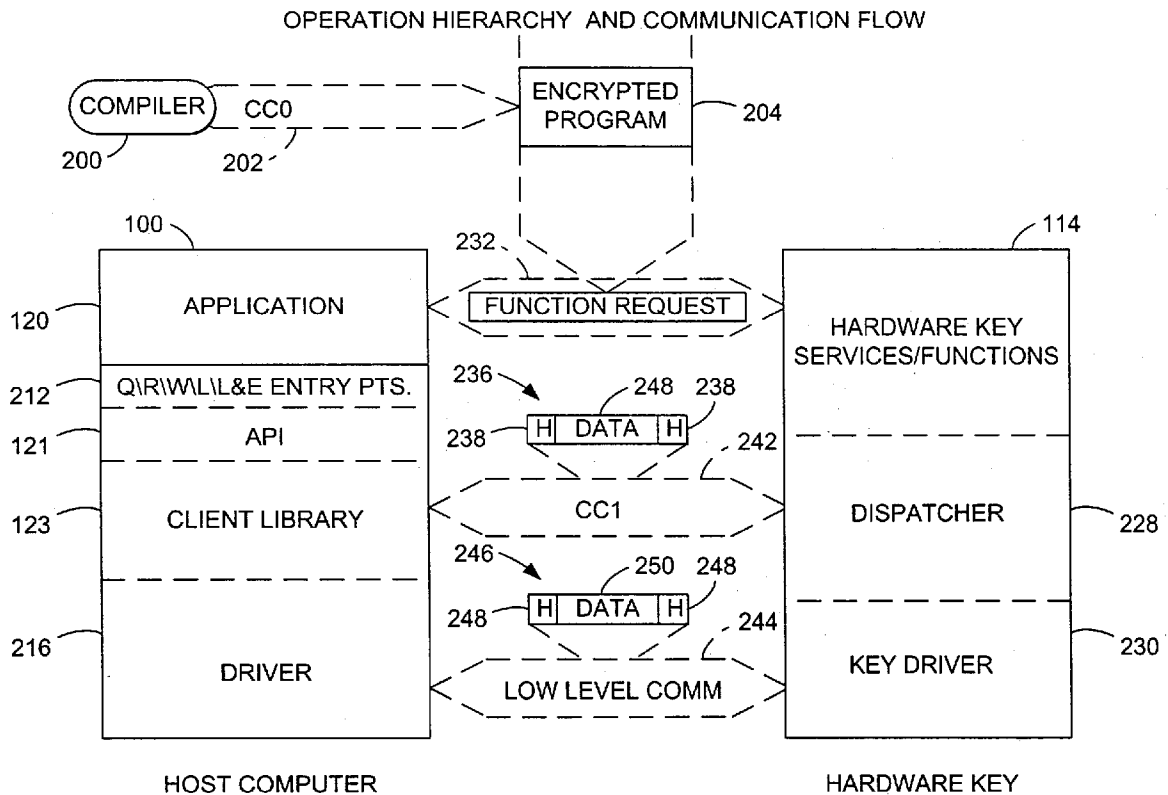 OPERATION HIERARCHY AND COMMUNICATION FLOW
COMPILER
CC0
ENCRYPTED
PROGRAM
204
200
202
100
114
232
APPLICATION
FUNCTION REQUEST
120
HARDWARE KEY
SERVICES/FUNCTIONS
212
Q\R\W\L\L&E ENTRY PTS.
236
248
238
H DATA H
121
API
238
242
123
CLIENT LIBRARY
CC1
DISPATCHER
228
246
250
248
H DATA H
248
244
216
DRIVER
LOW LEVEL COMM
KEY DRIVER
230
HOST COMPUTER
HARDWARE KEY